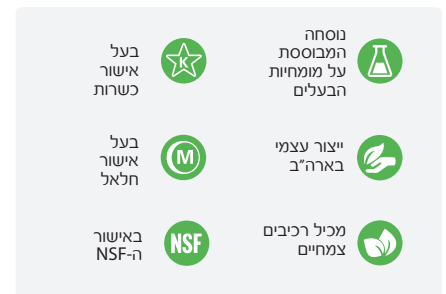 נוסחה
המבוססת
על מומחיות
הבעלים
בעל
אישור
כשרות
K
ייצור עצמי
בארה"ב
בעל
אישור
חלאל
M
מכיל רכיבים
צמחיים
באישור
ה-NSF
NSF